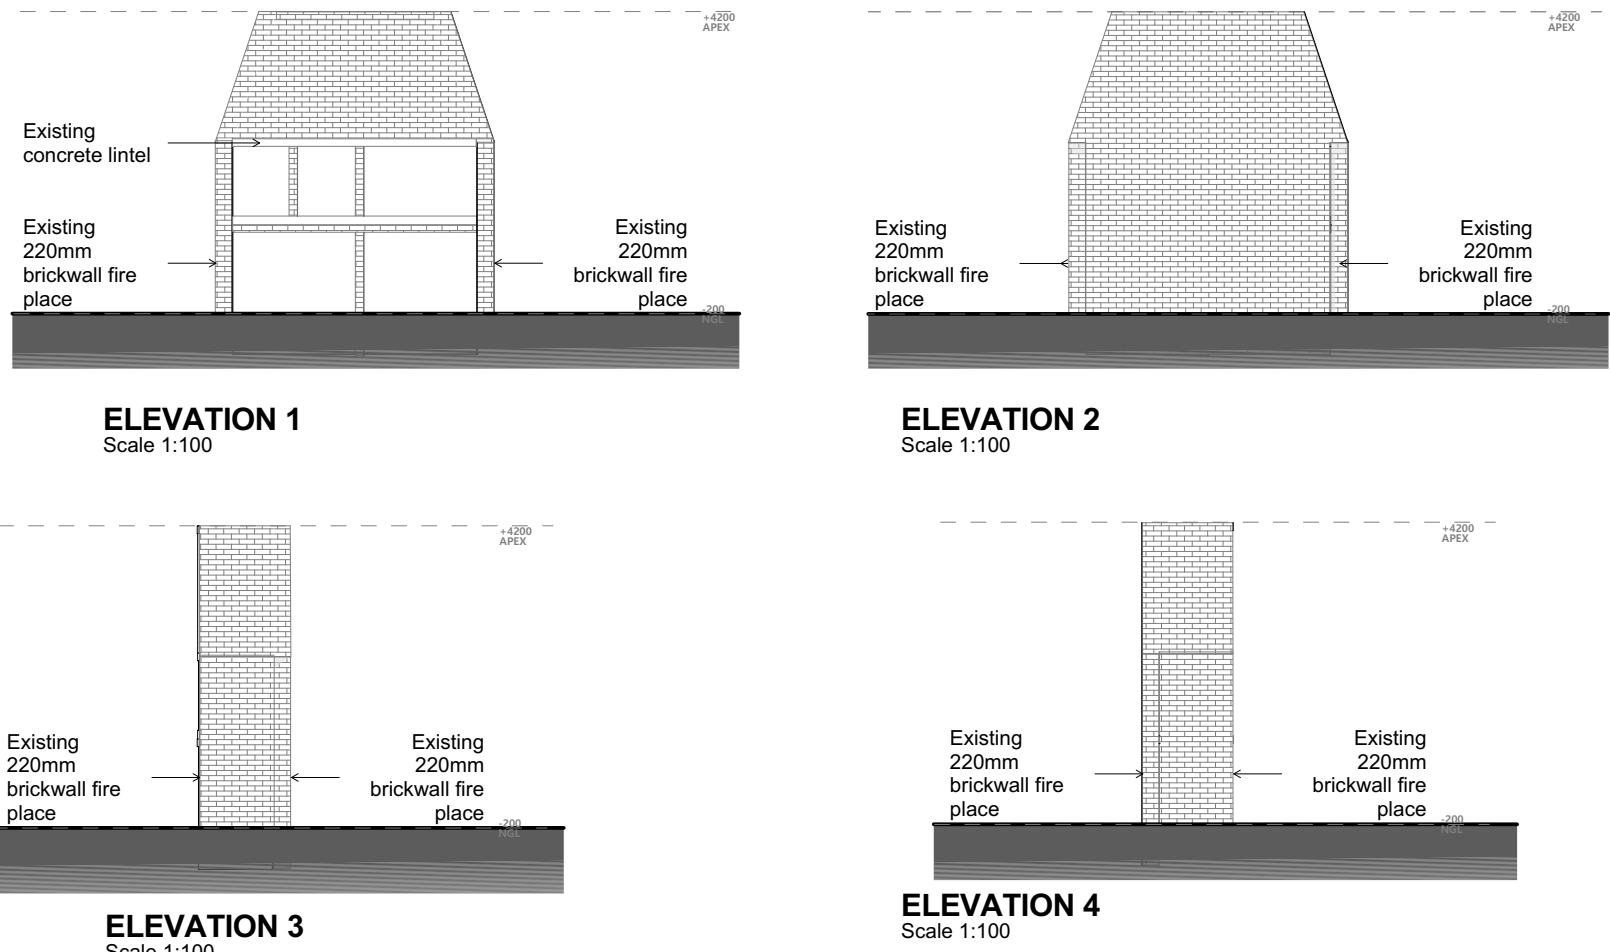 +4200
APEX
Existing
concrete lintel
Existing
220mm
brickwall fire
place
Existing
220mm
brickwall fire
place
-200
NGL
ELEVATION 1
Scale 1:100
+4200
APEX
Existing
220mm
brickwall fire
place
Existing
220mm
brickwall fire
place
-200
NGL
ELEVATION 2
Scale 1:100
+4200
APEX
Existing
220mm
brickwall fire
place
Existing
220mm
brickwall fire
place
-200
NGL
ELEVATION 3
Scale 1:100
+4200
APEX
Existing
220mm
brickwall fire
place
Existing
220mm
brickwall fire
place
-200
NGL
ELEVATION 4
Scale 1:100